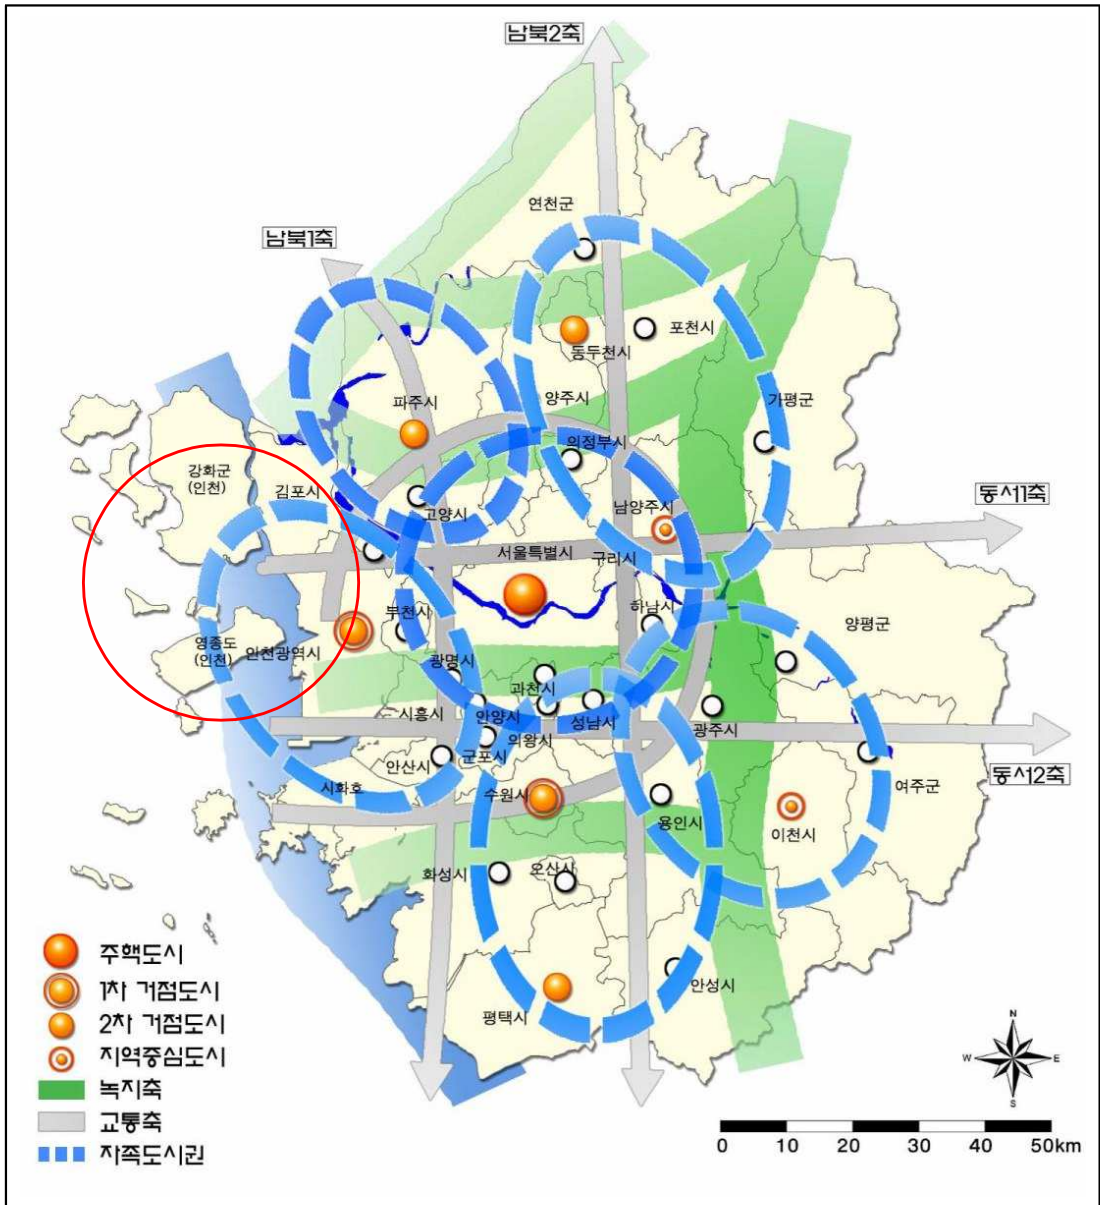 남북2축
연천군
남북1축
포천시
동두천시
양주시
가평군
파주시
의정부시
강화군
(인천)
김포시
고양시
남양주시
동서1축
서울특별시
구리시
부천시
하남시
양평군
영종도
(인천)
인천광역시
광명시
과천시
시흥시
안양시
성남시
광주시
의왕시
군포시
안산시
동서2축
시화호
수원시
여주군
용인시
이천시
화성시
오산시
안성시
평택시
주핵도시
1차 거점도시
2차 거점도시
지역중심도시
녹지축
교통축
자족도시권
N
W
E
S
0 10 20 30 40 50km